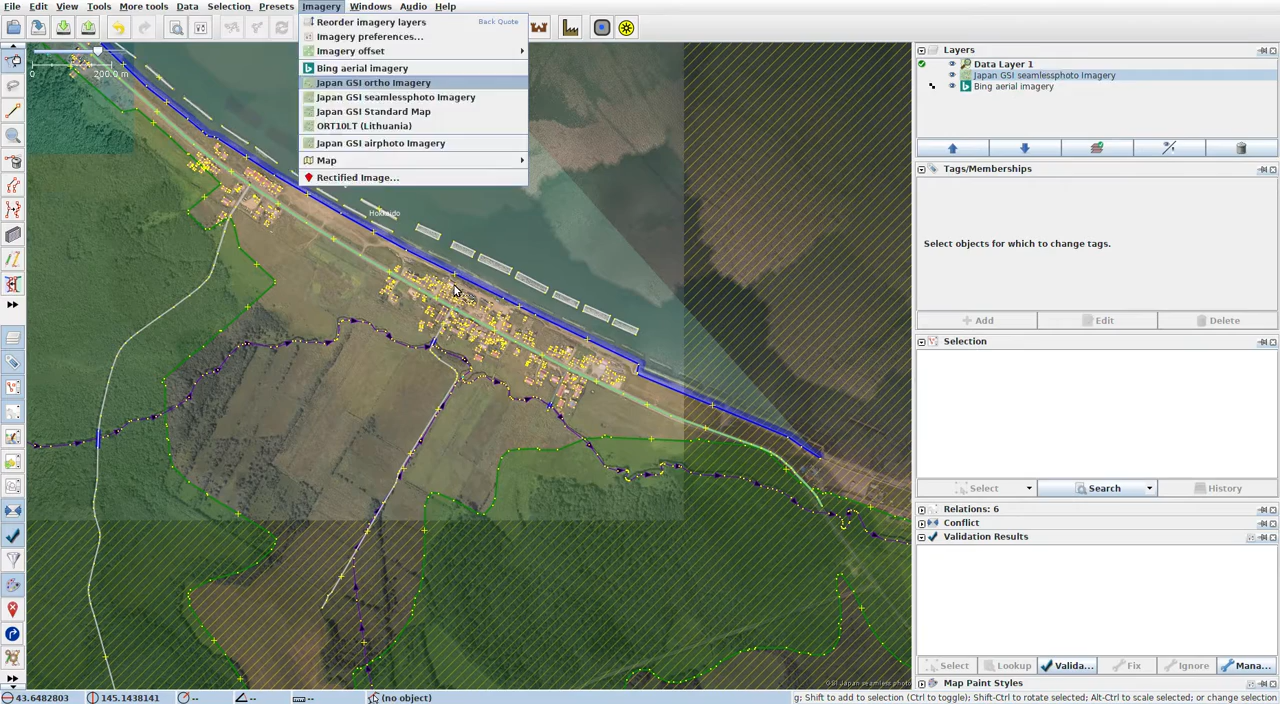 File Edit View Tools More tools Data Selection Presets Imagery Windows Audio Help
Reorder imagery layers Back Quote
Imagery preferences...
Imagery offset
Bing aerial imagery
Japan GSI ortho Imagery
Japan GSI seamlessphoto Imagery
Japan GSI Standard Map
ORT10LT (Lithuania)
Japan GSI airphoto Imagery
Map
Rectified Image...
0 200.0 m
Hokkaido
GSI Japan seamless photo
Layers
Data Layer 1
Japan GSI seamlessphoto Imagery
Bing aerial imagery
Tags/Memberships
Select objects for which to change tags.
Add Edit Delete
Selection
Select Search History
Relations: 6
Conflict
Validation Results
Select Lookup Valida... Fix Ignore Mana...
Map Paint Styles
43.6482803 145.1438141 -- -- -- (no object) g; Shift to add to selection (Ctrl to toggle); Shift-Ctrl to rotate selected; Alt-Ctrl to scale selected; or change selection